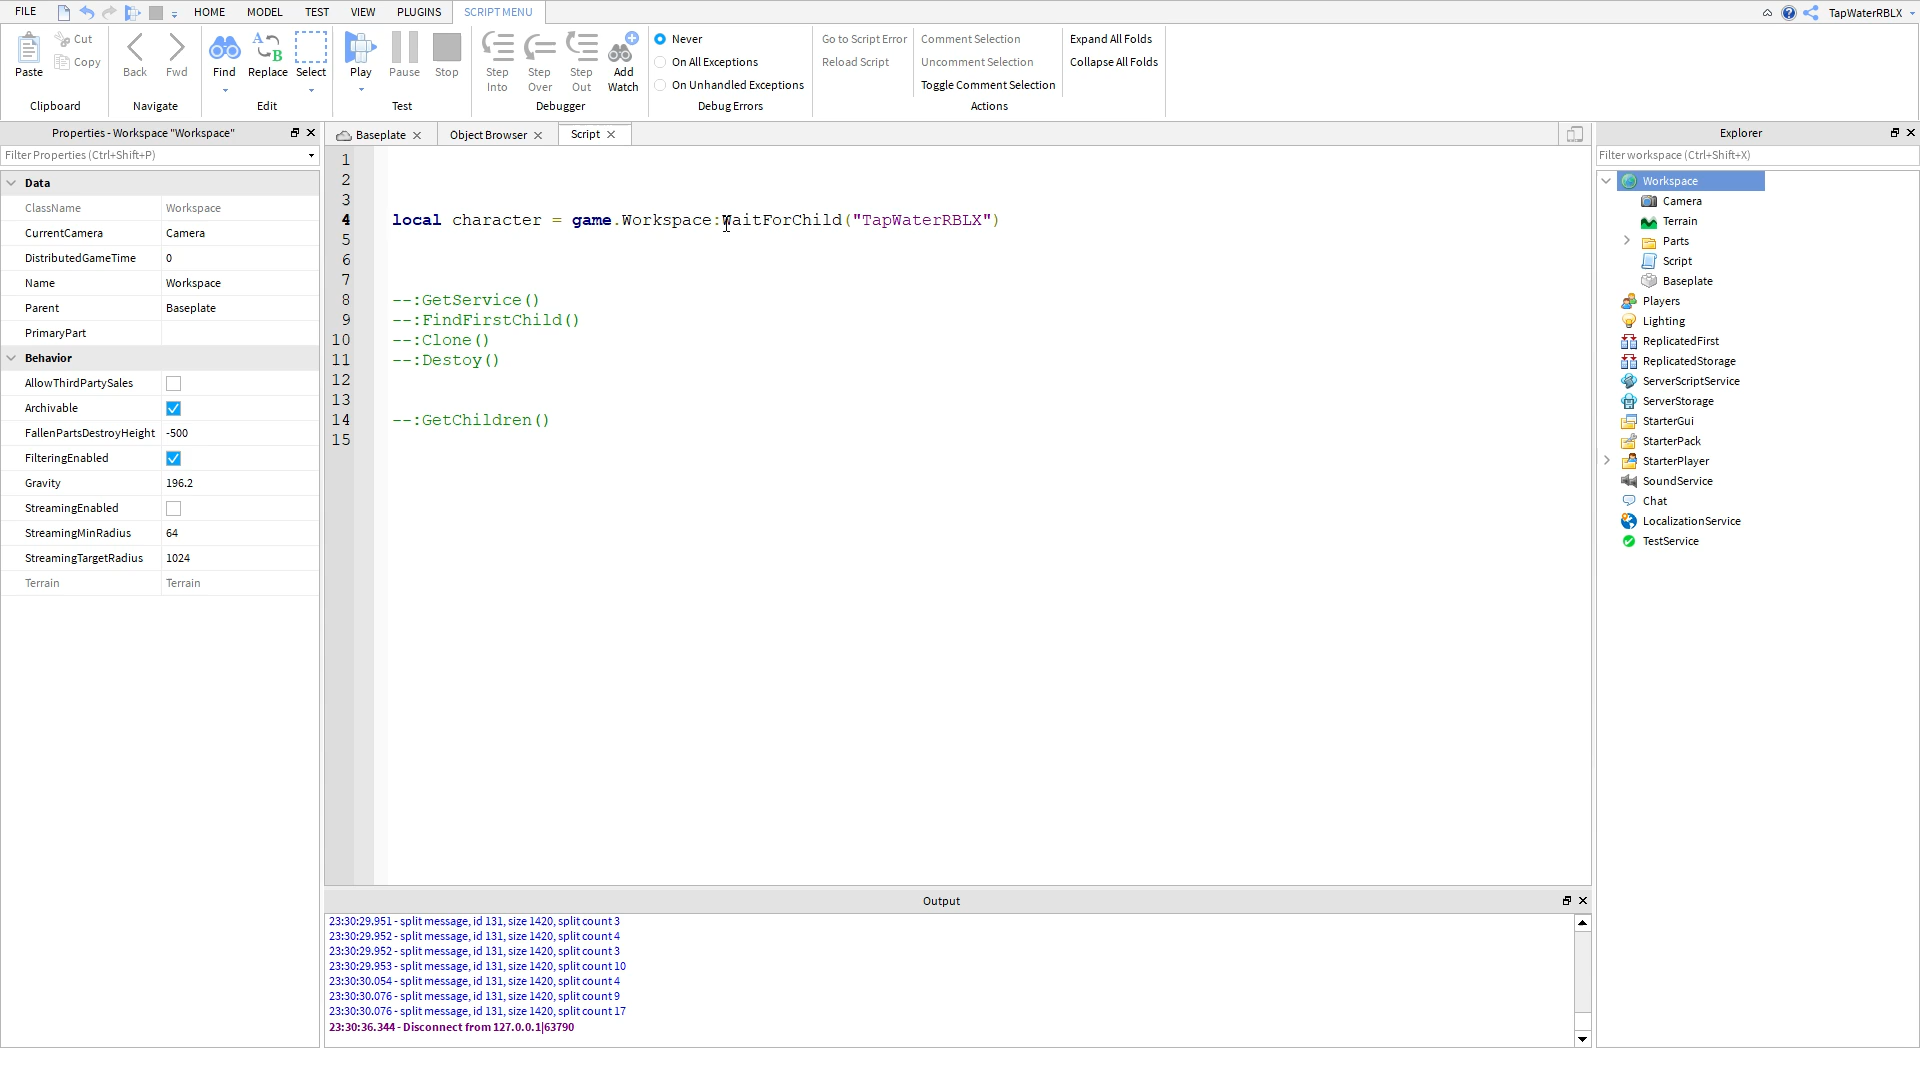 FILE HOME MODEL TEST VIEW PLUGINS SCRIPT MENU TapWaterRBLX
Paste Cut Copy Clipboard
Back Fwd Navigate
Find Replace Select Edit
Play Pause Stop Test
Step Into Step Over Step Out Add Watch Debugger
Never
On All Exceptions
On Unhandled Exceptions
Debug Errors
Go to Script Error
Reload Script
Comment Selection
Uncomment Selection
Toggle Comment Selection
Actions
Expand All Folds
Collapse All Folds
Properties - Workspace "Workspace"
Filter Properties (Ctrl+Shift+P)
Data
ClassName Workspace
CurrentCamera Camera
DistributedGameTime 0
Name Workspace
Parent Baseplate
PrimaryPart
Behavior
AllowThirdPartySales
Archivable
FallenPartsDestroyHeight -500
FilteringEnabled
Gravity 196.2
StreamingEnabled
StreamingMinRadius 64
StreamingTargetRadius 1024
Terrain Terrain
Baseplate Object Browser Script
1
2
3
4 local character = game.Workspace:WaitForChild("TapWaterRBLX")
5
6
7
8 --:GetService()
9 --:FindFirstChild()
10 --:Clone()
11 --:Destoy()
12
13
14 --:GetChildren()
15
Output
23:30:29.951 - split message, id 131, size 1420, split count 3
23:30:29.952 - split message, id 131, size 1420, split count 4
23:30:29.952 - split message, id 131, size 1420, split count 3
23:30:29.953 - split message, id 131, size 1420, split count 10
23:30:30.054 - split message, id 131, size 1420, split count 4
23:30:30.076 - split message, id 131, size 1420, split count 9
23:30:30.076 - split message, id 131, size 1420, split count 17
23:30:36.344 - Disconnect from 127.0.0.1|63790
Explorer
Filter workspace (Ctrl+Shift+X)
Workspace
Camera
Terrain
Parts
Script
Baseplate
Players
Lighting
ReplicatedFirst
ReplicatedStorage
ServerScriptService
ServerStorage
StarterGui
StarterPack
StarterPlayer
SoundService
Chat
LocalizationService
TestService